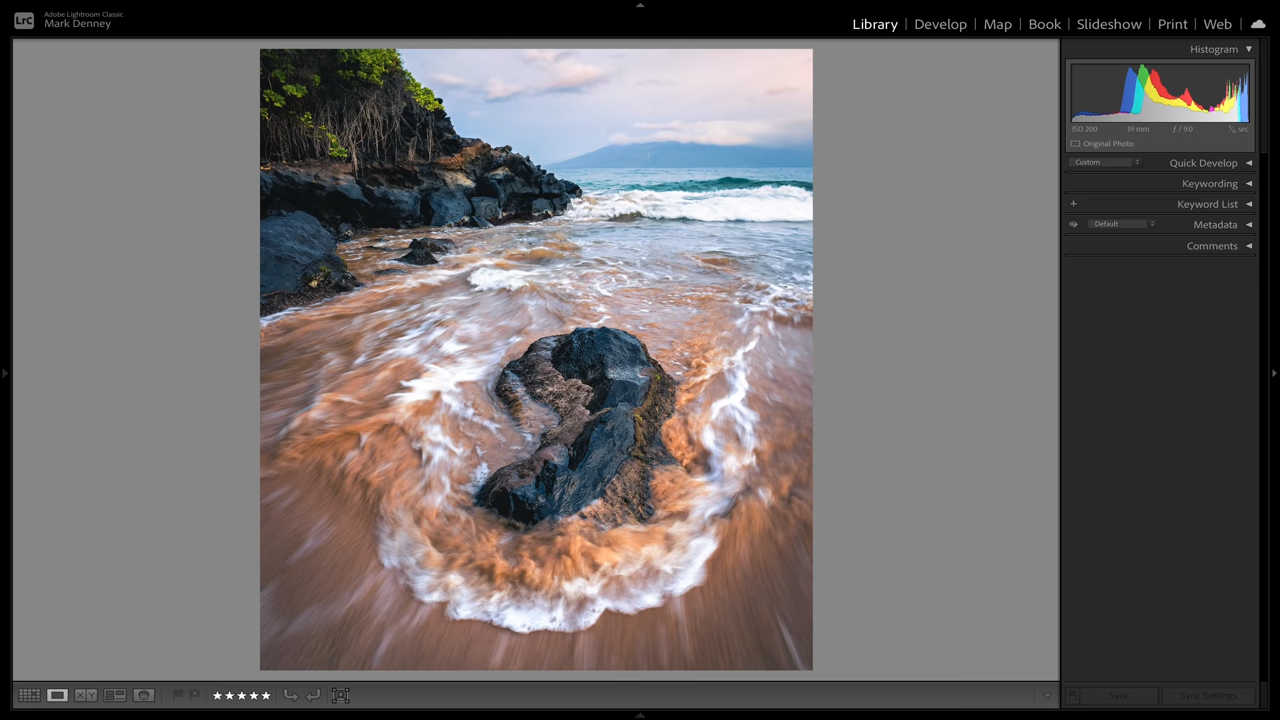 LrC
Adobe Lightroom Classic
Mark Denney
Library | Develop | Map | Book | Slideshow | Print | Web
Histogram
ISO 200 19 mm ƒ / 9.0 sec
Original Photo
Custom Quick Develop
Keywording
+ Keyword List
Default Metadata
Comments
X Y
★★★★★
Sync Sync Settings